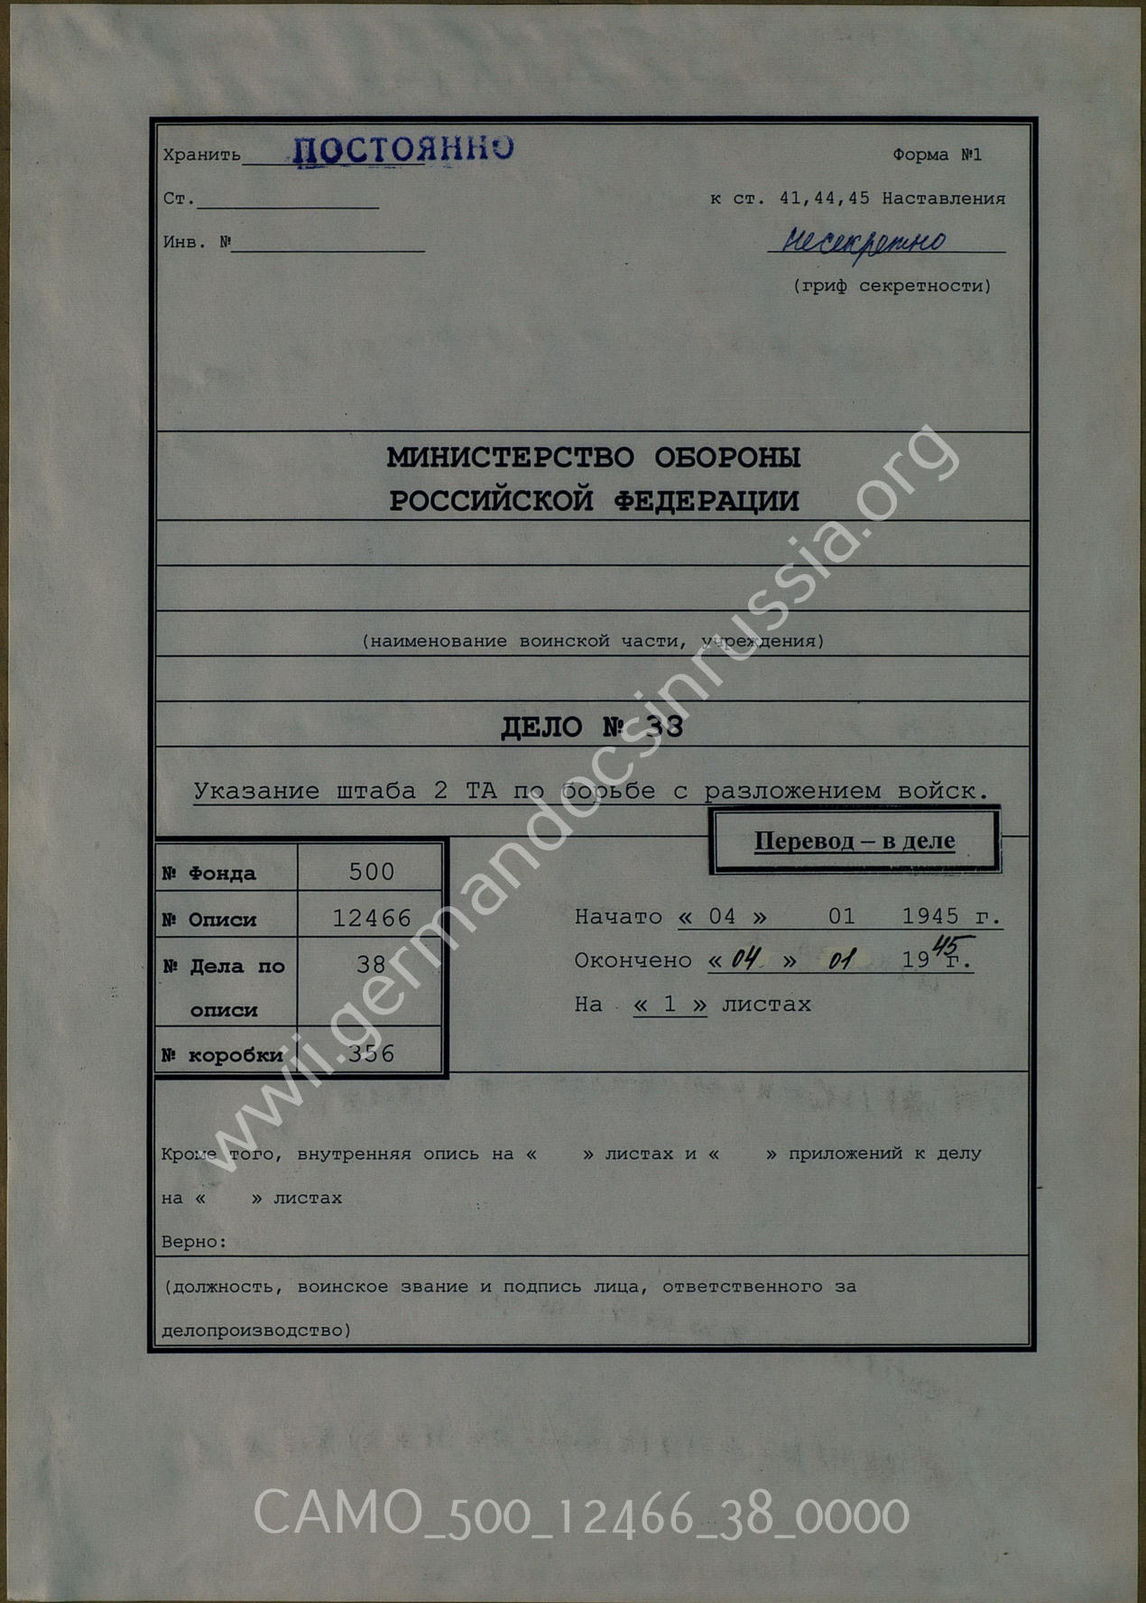 Хранить ПОСТОЯННО
Форма №1
Ст.
к ст. 41,44,45 Наставления
Инв. №
Несекретно
(гриф секретности)
МИНИСТЕРСТВО ОБОРОНЫ
РОССИЙСКОЙ ФЕДЕРАЦИИ
(наименование воинской части, учреждения)
ДЕЛО № 38
Указание штаба 2 ТА по борьбе с разложением войск.
Перевод – в деле
№ Фонда 500
№ Описи 12466
№ Дела по описи 38
№ коробки 356
Начато « 04 » 01 1945 г.
Окончено « 04 » 01 1945 г.
На « 1 » листах
Кроме того, внутренняя опись на « » листах и « » приложений к делу
на « » листах
Верно:
(должность, воинское звание и подпись лица, ответственного за
делопроизводство)
wwii.germandocsinrussia.org
CAMO_500_12466_38_0000